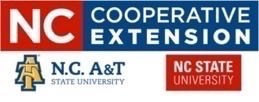 NC COOPERATIVE
EXTENSION
N.C. A&T
STATE UNIVERSITY
NC STATE
UNIVERSITY